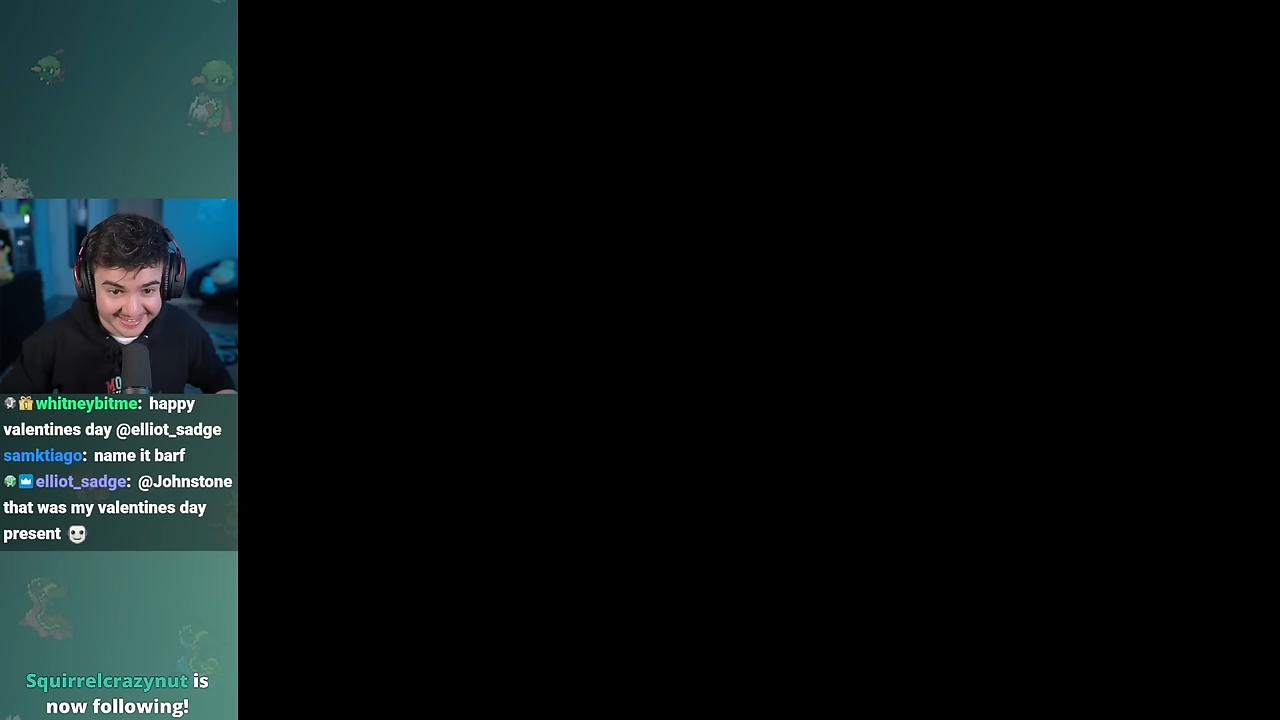 MO
whitneybitme: happy
valentines day @elliot_sadge
samktiago: name it barf
elliot_sadge: @Johnstone
that was my valentines day
present
Squirrelcrazynut is
now following!